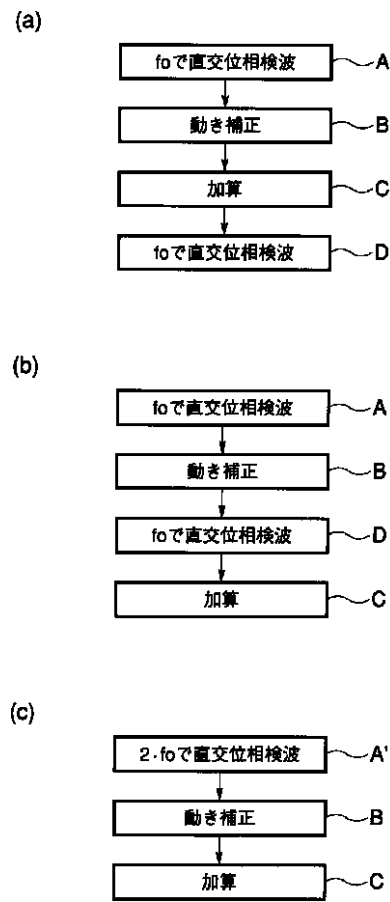 (a)
foで直交位相検波 A
動き補正 B
加算 C
foで直交位相検波 D
(b)
foで直交位相検波 A
動き補正 B
foで直交位相検波 D
加算 C
(c)
2・foで直交位相検波 A'
動き補正 B
加算 C